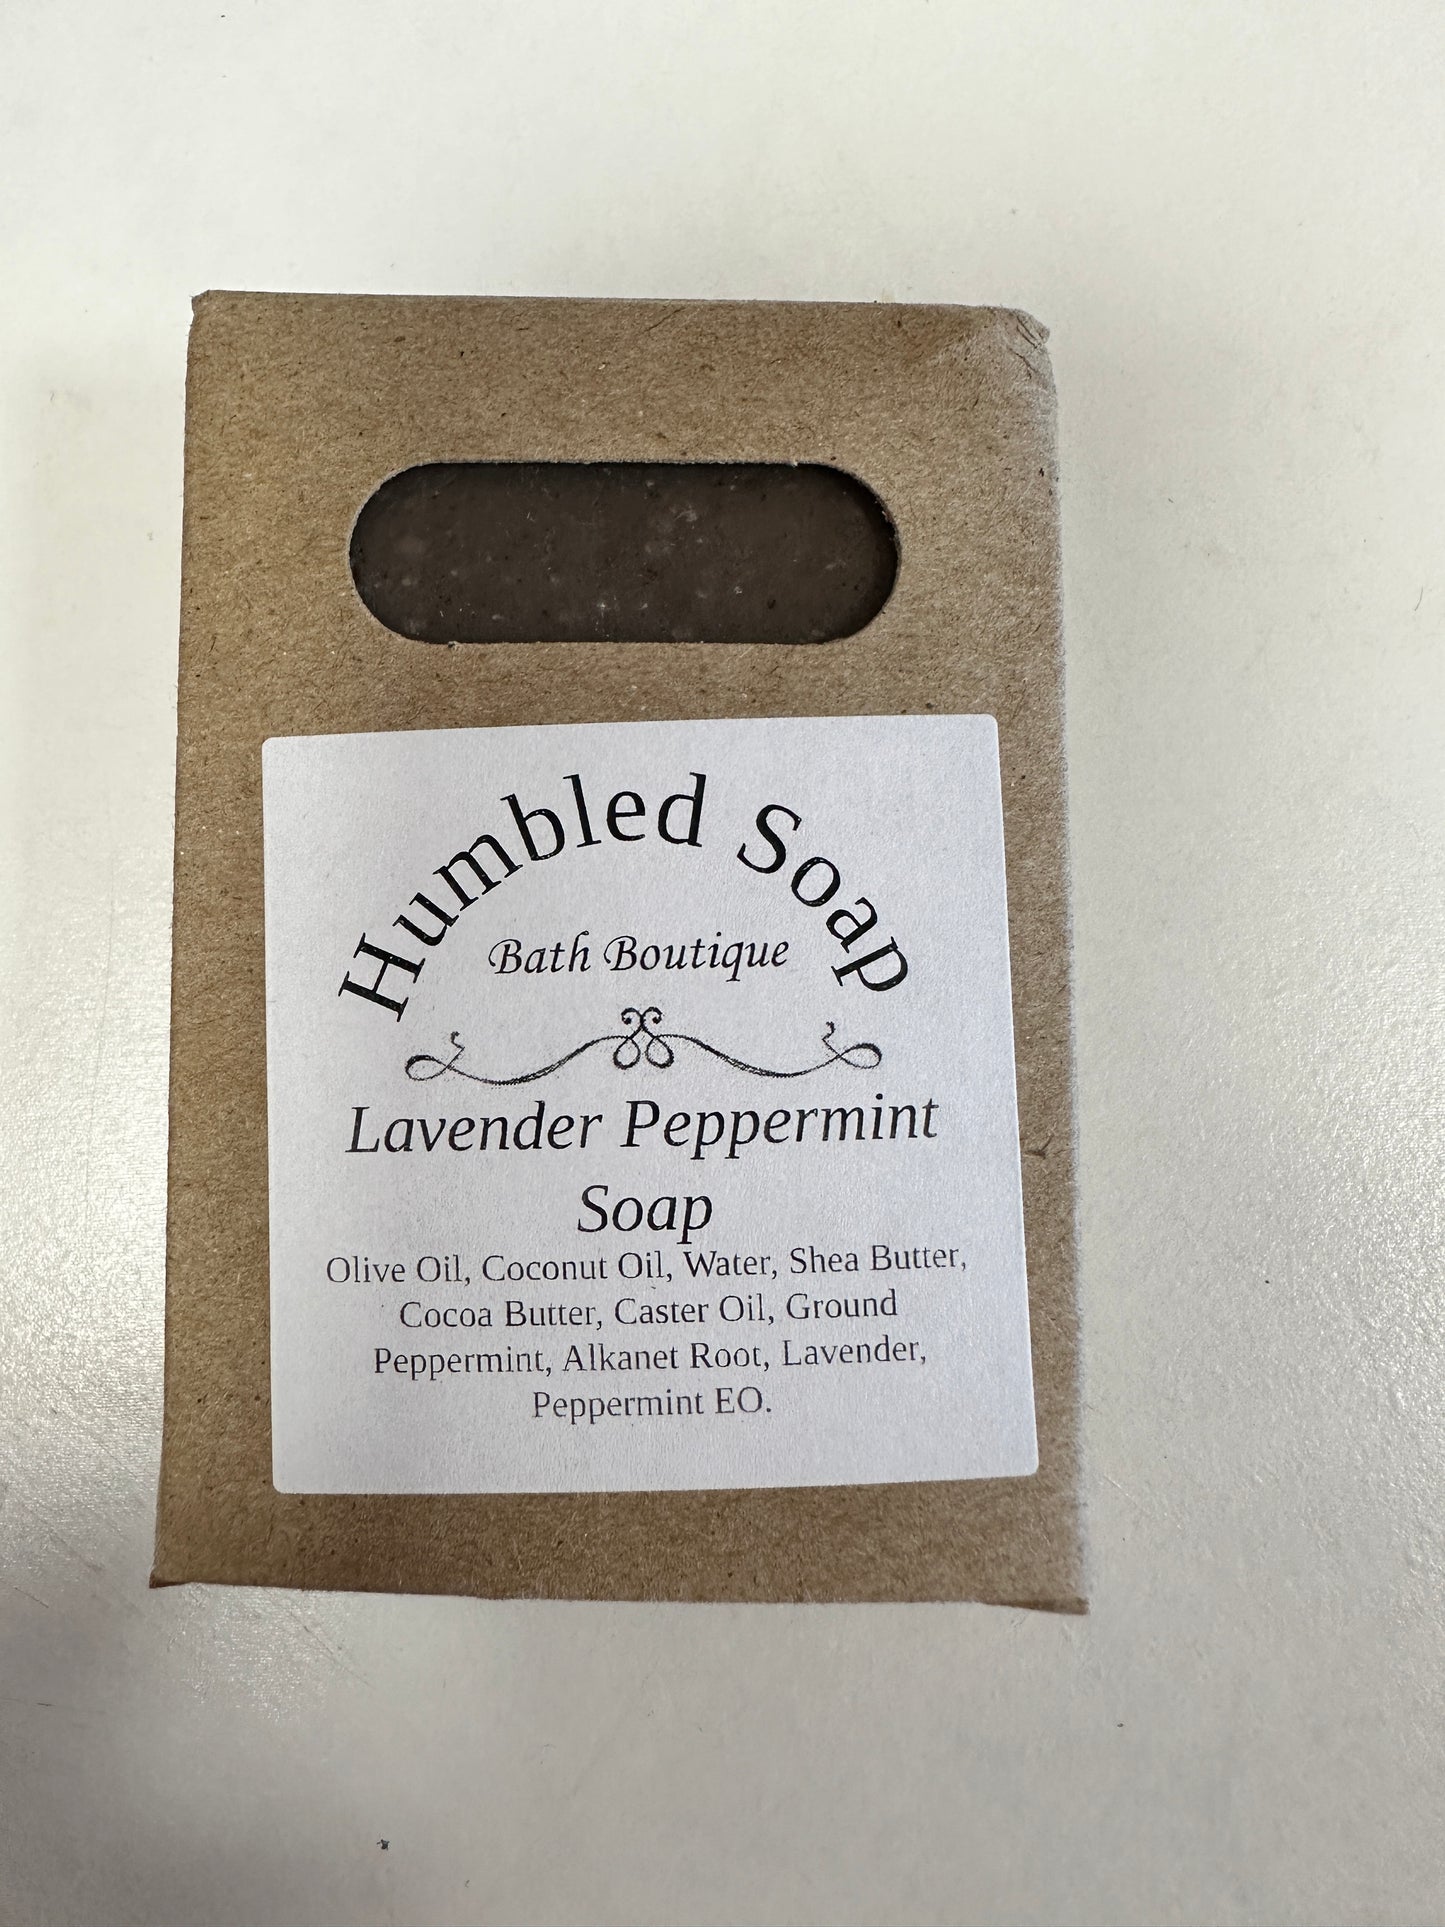 Humbled Soap
Bath Boutique
Lavender Peppermint
Soap
Olive Oil, Coconut Oil, Water, Shea Butter,
Cocoa Butter, Caster Oil, Ground
Peppermint, Alkanet Root, Lavender,
Peppermint EO.